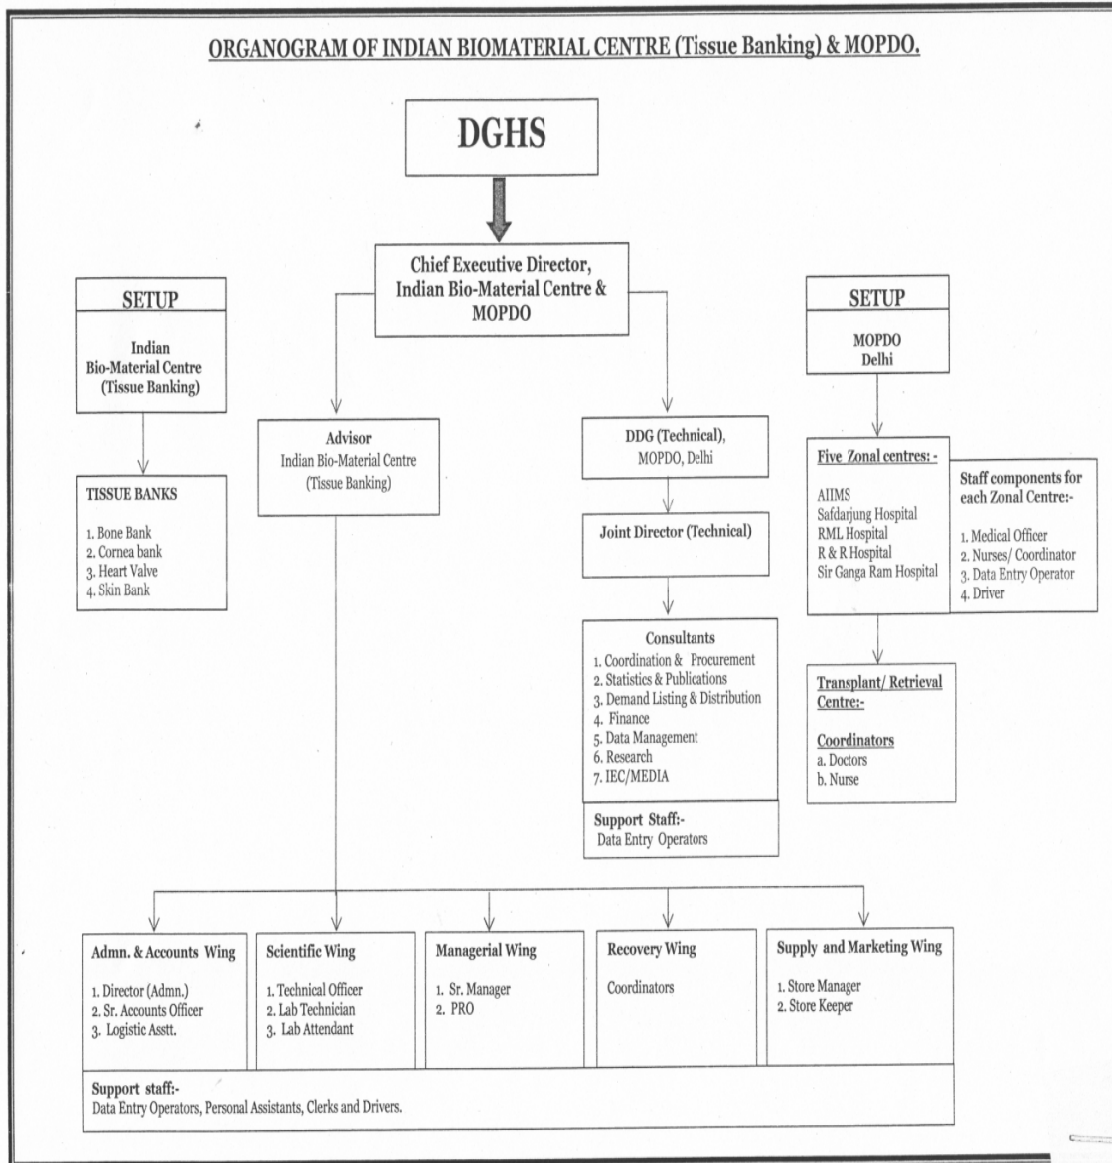 ORGANOGRAM OF INDIAN BIOMATERIAL CENTRE (Tissue Banking) & MOPDO.
DGHS
Chief Executive Director,
Indian Bio-Material Centre &
MOPDO
SETUP
Indian
Bio-Material Centre
(Tissue Banking)
TISSUE BANKS
1. Bone Bank
2. Cornea bank
3. Heart Valve
4. Skin Bank
Advisor
Indian Bio-Material Centre
(Tissue Banking)
DDG (Technical),
MOPDO, Delhi
Joint Director (Technical)
Consultants
1. Coordination & Procurement
2. Statistics & Publications
3. Demand Listing & Distribution
4. Finance
5. Data Management
6. Research
7. IEC/MEDIA
Support Staff:-
Data Entry Operators
SETUP
MOPDO
Delhi
Five Zonal centres: -
AIIMS
Safdarjung Hospital
RML Hospital
R & R Hospital
Sir Ganga Ram Hospital
Staff components for
each Zonal Centre:-
1. Medical Officer
2. Nurses/ Coordinator
3. Data Entry Operator
4. Driver
Transplant/ Retrieval
Centre:-
Coordinators
a. Doctors
b. Nurse
Admn. & Accounts Wing
1. Director (Admn.)
2. Sr. Accounts Officer
3. Logistic Asstt.
Scientific Wing
1. Technical Officer
2. Lab Technician
3. Lab Attendant
Managerial Wing
1. Sr. Manager
2. PRO
Recovery Wing
Coordinators
Supply and Marketing Wing
1. Store Manager
2. Store Keeper
Support staff:-
Data Entry Operators, Personal Assistants, Clerks and Drivers.